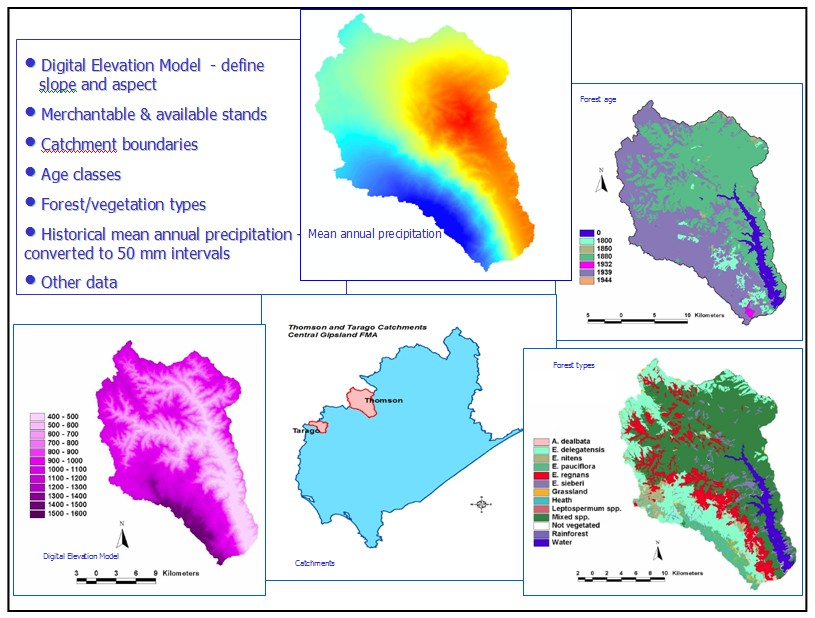 • Digital Elevation Model - define
slope and aspect
• Merchantable & available stands
• Catchment boundaries
• Age classes
• Forest/vegetation types
• Historical mean annual precipitation -
converted to 50 mm intervals
• Other data
Mean annual precipitation
Forest age
N
0
1800
1850
1880
1932
1939
1944
5 0 5 10 Kilometers
400 - 500
500 - 600
600 - 700
700 - 800
800 - 900
900 - 1000
1000 - 1100
1100 - 1200
1200 - 1300
1300 - 1400
1400 - 1500
1500 - 1600
N
Digital Elevation Model
3 0 3 6 9 Kilometers
Thomson and Tarago Catchments
Central Gipsland FMA
Thomson
Tarago
Catchments
Forest types
A. dealbata
E. delegatensis
E. nitens
E. pauciflora
E. regnans
E. sieberi
Grassland
Heath
Leptospermum spp.
Mixed spp.
Not vegetated
Rainforest
Water
N
2 0 2 4 6 8 10 Kilometers